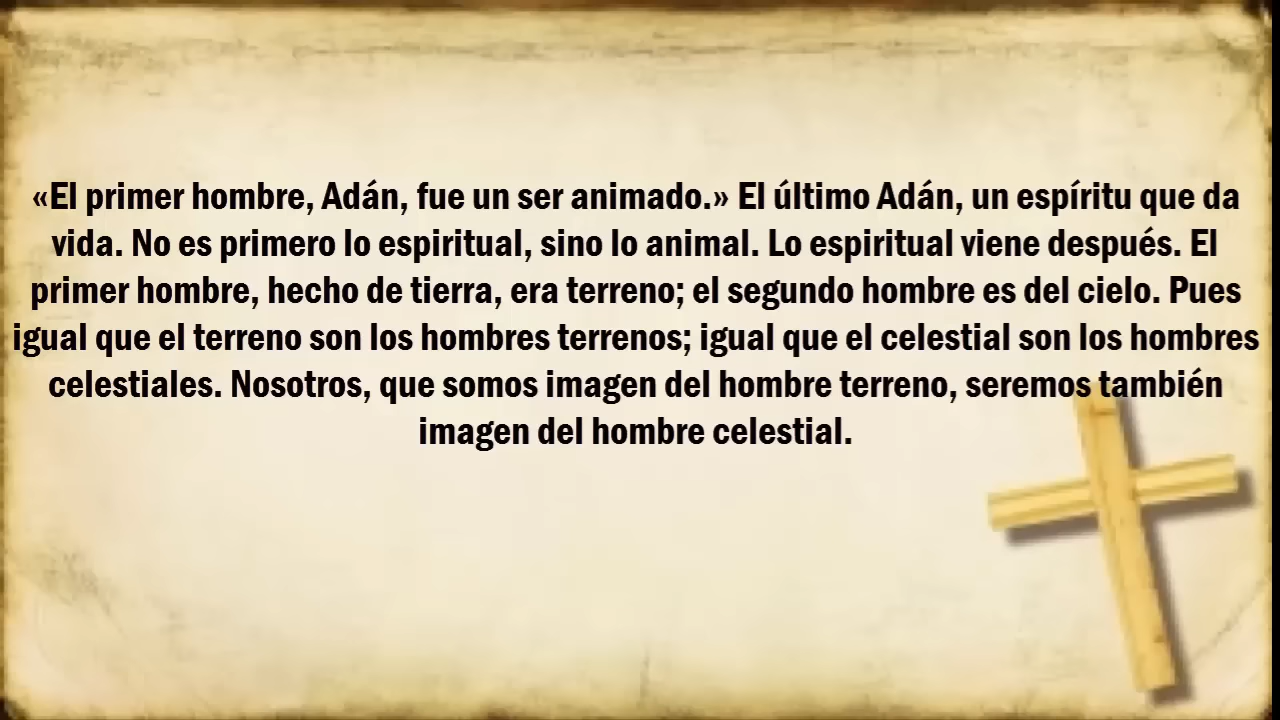 «El primer hombre, Adán, fue un ser animado.» El último Adán, un espíritu que da
vida. No es primero lo espiritual, sino lo animal. Lo espiritual viene después. El
primer hombre, hecho de tierra, era terreno; el segundo hombre es del cielo. Pues
igual que el terreno son los hombres terrenos; igual que el celestial son los hombres
celestiales. Nosotros, que somos imagen del hombre terreno, seremos también
imagen del hombre celestial.